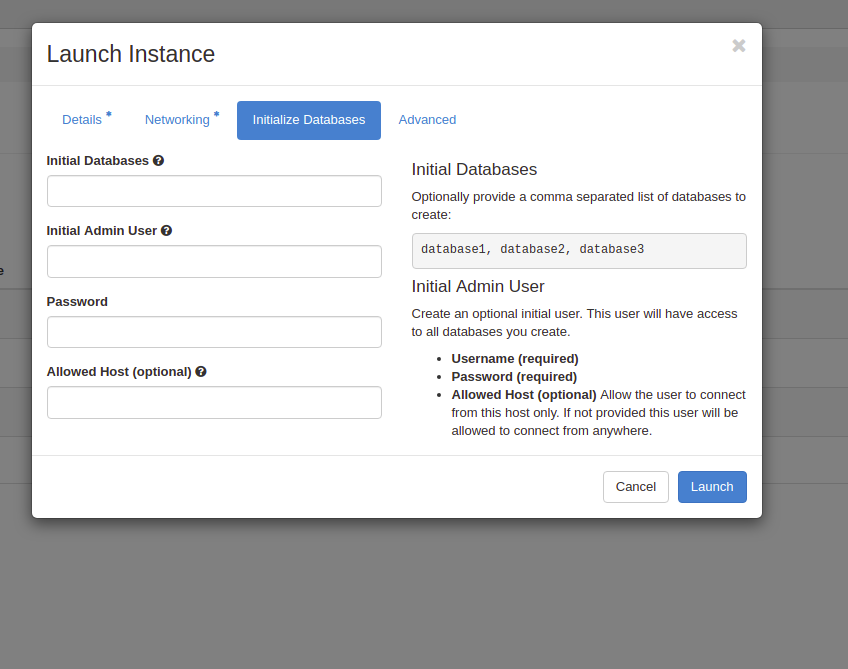 Launch Instance
Details *
Networking *
Initialize Databases
Advanced
Initial Databases
Initial Admin User
Password
Allowed Host (optional)
Initial Databases
Optionally provide a comma separated list of databases to
create:
database1, database2, database3
Initial Admin User
Create an optional initial user. This user will have access
to all databases you create.
• Username (required)
• Password (required)
• Allowed Host (optional) Allow the user to connect
from this host only. If not provided this user will be
allowed to connect from anywhere.
Cancel
Launch
e